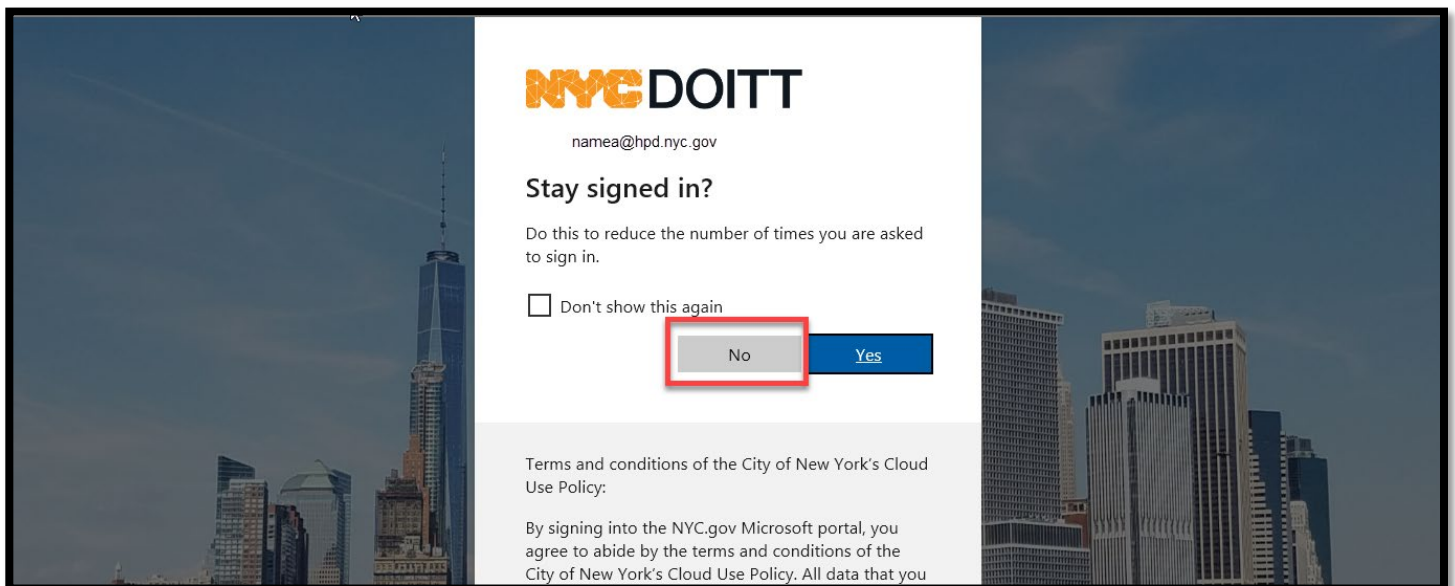 NYC DOITT
namea@hpd.nyc.gov
Stay signed in?
Do this to reduce the number of times you are asked
to sign in.
Don't show this again
No Yes
Terms and conditions of the City of New York's Cloud
Use Policy:
By signing into the NYC.gov Microsoft portal, you
agree to abide by the terms and conditions of the
City of New York's Cloud Use Policy. All data that you